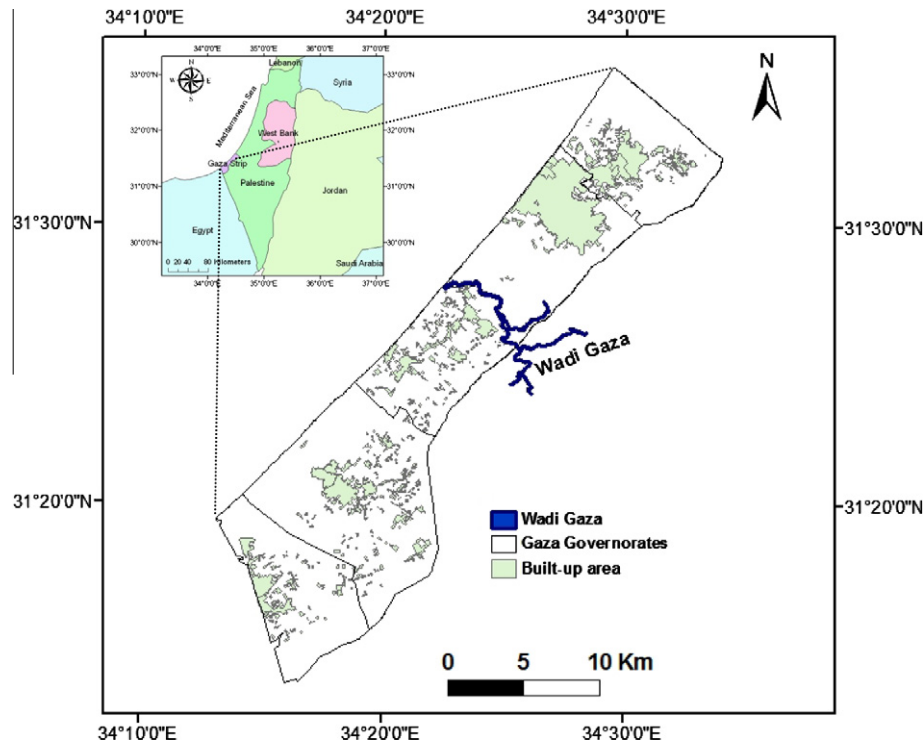 34°10'0"E 34°20'0"E 34°30'0"E
34°0'0"E 35°0'0"E 36°0'0"E 37°0'0"E
Lebanon
33°0'0"N 33°0'0"N
Syria
N
W E
S
Mediterranean Sea
32°0'0"N 32°0'0"N
West Bank
Gaza Strip
31°0'0"N 31°0'0"N
Palestine
Jordan
Egypt
30°0'0"N 30°0'0"N
Saudi Arabia
0 20 40 80 Kilometers
34°0'0"E 35°0'0"E 36°0'0"E 37°0'0"E
N
31°30'0"N 31°30'0"N
Wadi Gaza
31°20'0"N 31°20'0"N
Wadi Gaza
Gaza Governorates
Built-up area
0 5 10 Km
34°10'0"E 34°20'0"E 34°30'0"E